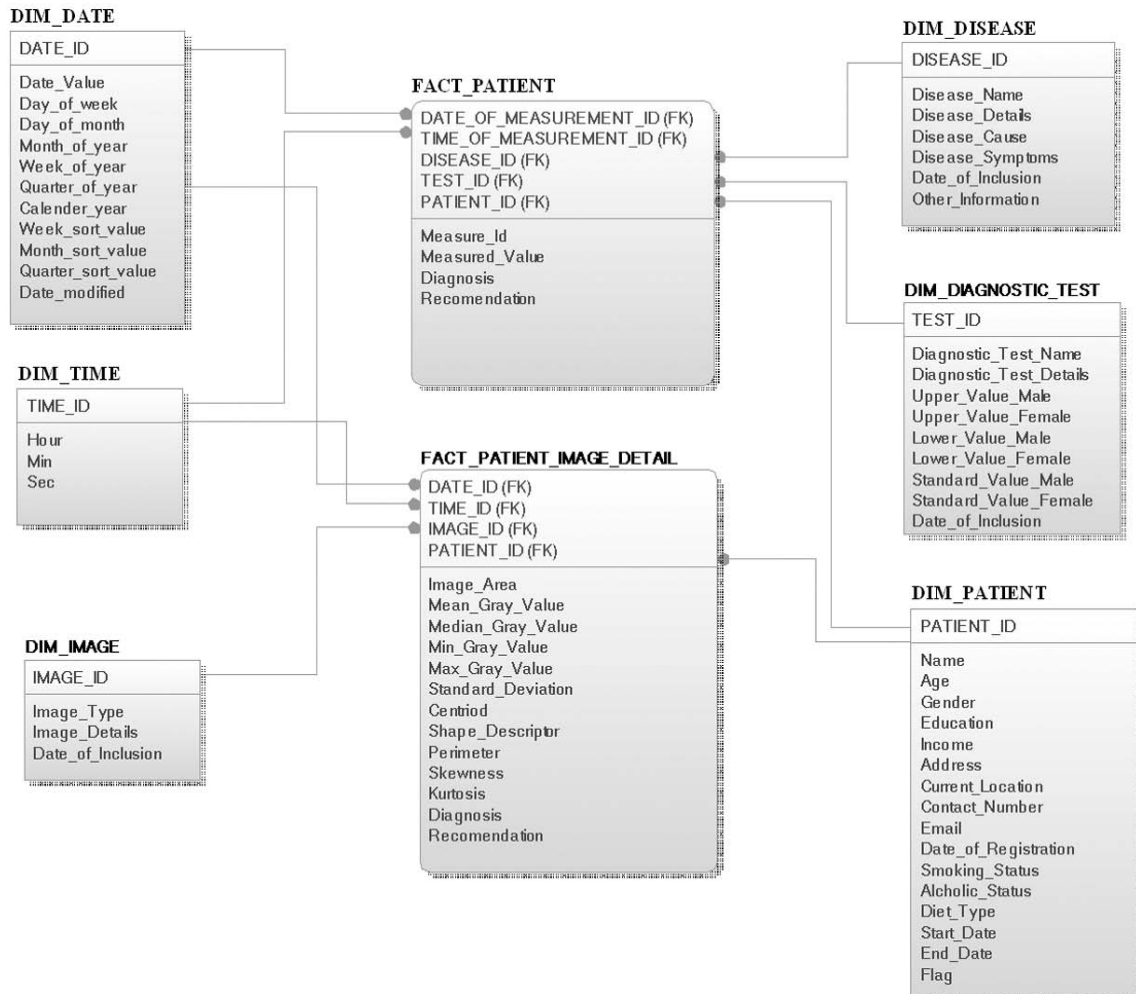 DIM_DATE
DATE_ID
Date_Value
Day_of_week
Day_of_month
Month_of_year
Week_of_year
Quarter_of_year
Calender_year
Week_sort_value
Month_sort_value
Quarter_sort_value
Date_modified
DIM_TIME
TIME_ID
Hour
Min
Sec
DIM_IMAGE
IMAGE_ID
Image_Type
Image_Details
Date_of_Inclusion
FACT_PATIENT
DATE_OF_MEASUREMENT_ID (FK)
TIME_OF_MEASUREMENT_ID (FK)
DISEASE_ID (FK)
TEST_ID (FK)
PATIENT_ID (FK)
Measure_Id
Measured_Value
Diagnosis
Recomendation
FACT_PATIENT_IMAGE_DETAIL
DATE_ID (FK)
TIME_ID (FK)
IMAGE_ID (FK)
PATIENT_ID (FK)
Image_Area
Mean_Gray_Value
Median_Gray_Value
Min_Gray_Value
Max_Gray_Value
Standard_Deviation
Centriod
Shape_Descriptor
Perimeter
Skewness
Kurtosis
Diagnosis
Recomendation
DIM_DISEASE
DISEASE_ID
Disease_Name
Disease_Details
Disease_Cause
Disease_Symptoms
Date_of_Inclusion
Other_Information
DIM_DIAGNOSTIC_TEST
TEST_ID
Diagnostic_Test_Name
Diagnostic_Test_Details
Upper_Value_Male
Upper_Value_Female
Lower_Value_Male
Lower_Value_Female
Standard_Value_Male
Standard_Value_Female
Date_of_Inclusion
DIM_PATIENT
PATIENT_ID
Name
Age
Gender
Education
Income
Address
Current_Location
Contact_Number
Email
Date_of_Registration
Smoking_Status
Alcholic_Status
Diet_Type
Start_Date
End_Date
Flag